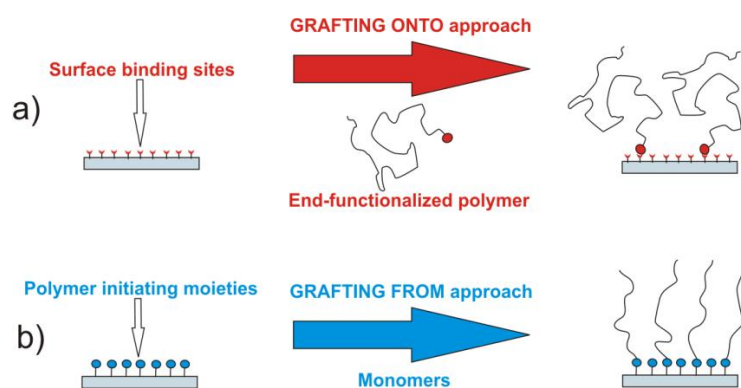 GRAFTING ONTO approach
Surface binding sites
a)
End-functionalized polymer
Polymer initiating moieties
GRAFTING FROM approach
b)
Monomers